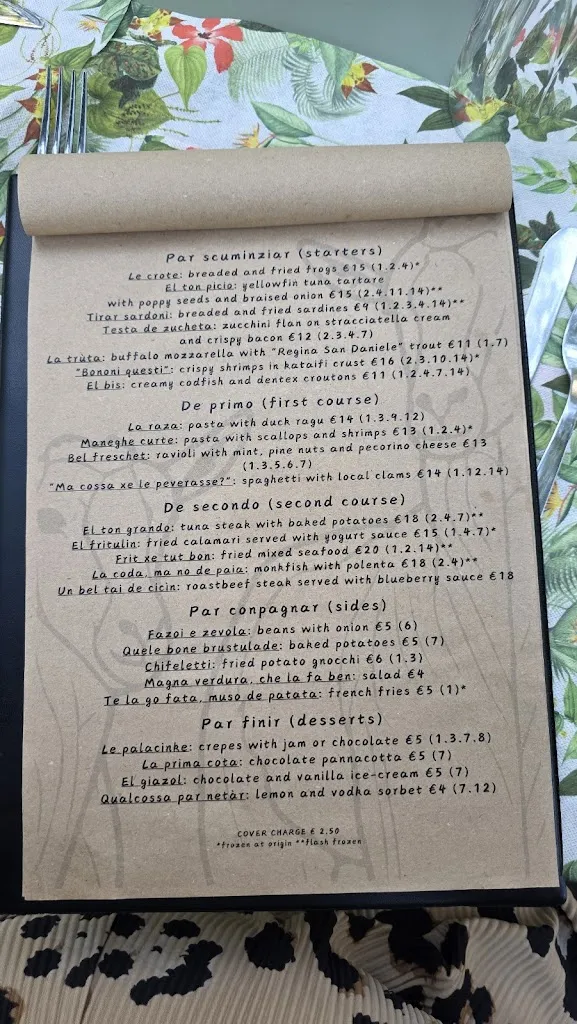 Par scuminziar (starters)
Le crote: breaded and fried frogs €15 (1.2.4)*
El ton picio: yellowfin tuna tartare
with poppy seeds and braised onion €15 (2.4.11.14)**
Tirar sardoni: breaded and fried sardines €9 (1.2.3.4.14)**
Testa de zucheta: zucchini flan on stracciatella cream
and crispy bacon €12 (2.3.4.7)
La trùta: buffalo mozzarella with "Regina San Daniele" trout €11 (1.7)
"Bononi questi": crispy shrimps in kataifi crust €16 (2.3.10.14)*
El bis: creamy codfish and dentex croutons €11 (1.2.4.7.14)
De primo (first course)
La raza: pasta with duck ragu €14 (1.3.9.12)
Maneghe curte: pasta with scallops and shrimps €13 (1.2.4)*
Bel freschet: ravioli with mint, pine nuts and pecorino cheese €13
(1.3.5.6.7)
"Ma cossa xe le peverasse?": spaghetti with local clams €14 (1.12.14)
De secondo (second course)
El ton grando: tuna steak with baked potatoes €18 (2.4.7)**
El fritulin: fried calamari served with yogurt sauce €15 (1.4.7)*
Frit xe tut bon: fried mixed seafood €20 (1.2.14)**
La coda, ma no de paia: monkfish with polenta €18 (2.4)**
Un bel tai de cicin: roastbeef steak served with blueberry sauce €18
Par conpagnar (sides)
Fazoi e zevola: beans with onion €5 (6)
Quele bone brustulade: baked potatoes €5 (7)
Chifeletti: fried potato gnocchi €6 (1.3)
Magna verdura, che la fa ben: salad €4
Te la go fata, muso de patata: french fries €5 (1)*
Par finir (desserts)
Le palacinke: crepes with jam or chocolate €5 (1.3.7.8)
La prima cota: chocolate pannacotta €5 (7)
El giazol: chocolate and vanilla ice-cream €5 (7)
Qualcossa par netàr: lemon and vodka sorbet €4 (7.12)
COVER CHARGE € 2.50
*frozen at origin **flash frozen